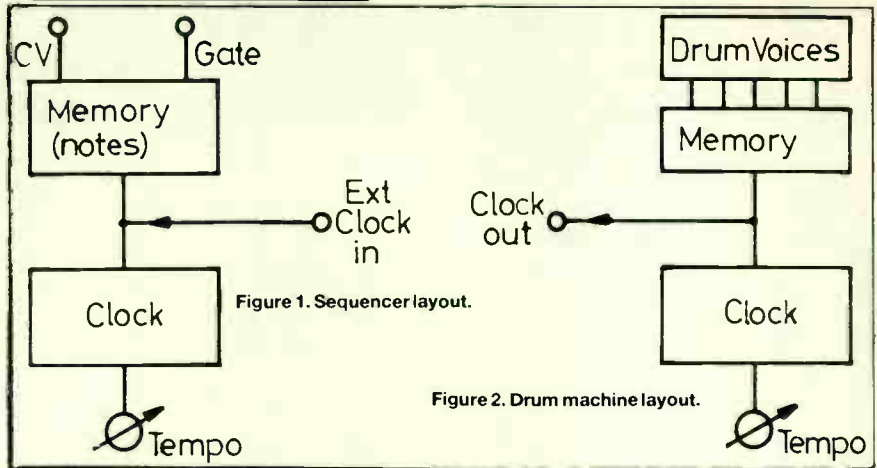 CV
Gate
Memory
(notes)
Ext
Clock
in
Clock
Figure 1. Sequencer layout.
Tempo
Drum Voices
Memory
Clock
out
Clock
Figure 2. Drum machine layout.
Tempo